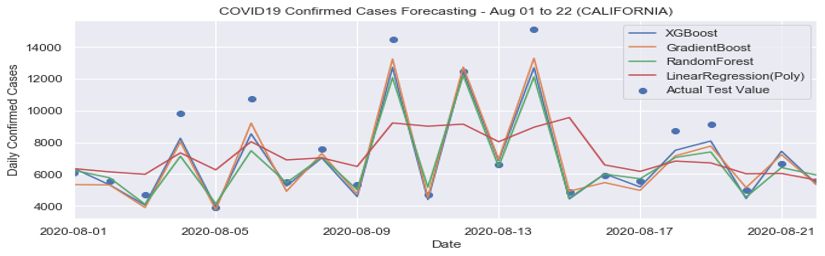 COVID19 Confirmed Cases Forecasting - Aug 01 to 22 (CALIFORNIA)
XGBoost
GradientBoost
RandomForest
LinearRegression(Poly)
Actual Test Value
Daily Confirmed Cases
14000
12000
10000
8000
6000
4000
2020-08-01
2020-08-05
2020-08-09
2020-08-13
2020-08-17
2020-08-21
Date